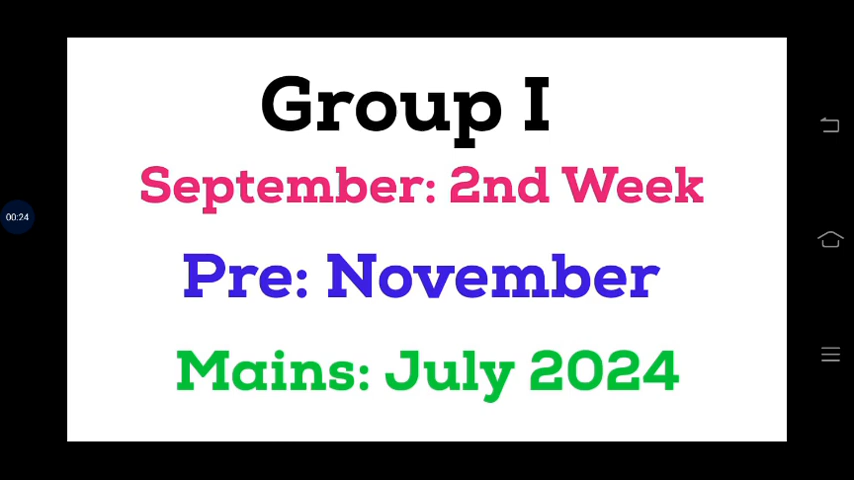 Group I
September: 2nd Week
00:24
Pre: November
Mains: July 2024